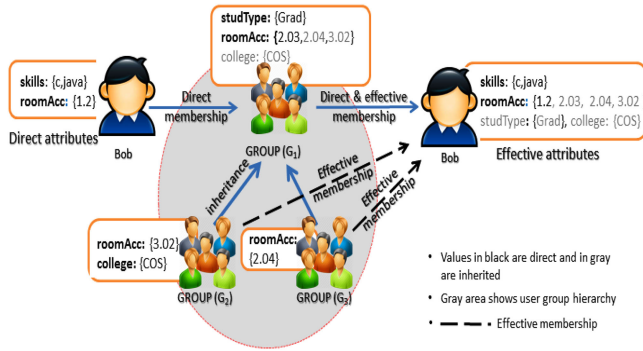 studType: {Grad}
roomAcc: {2.03,2.04,3.02}
college: {COS}
skills: {c,java}
roomAcc: {1.2}
Direct attributes
Bob
Direct
membership
GROUP (G1)
Direct & effective
membership
skills: {c,java}
roomAcc: {1.2, 2.03, 2.04, 3.02
studType: {Grad}, college: {COS}
Bob
Effective attributes
inheritance
Effective
membership
Effective
membership
roomAcc: {3.02}
college: {COS}
GROUP (G2)
roomAcc:
{2.04}
GROUP (G3)
• Values in black are direct and in gray
are inherited
• Gray area shows user group hierarchy
• Effective membership